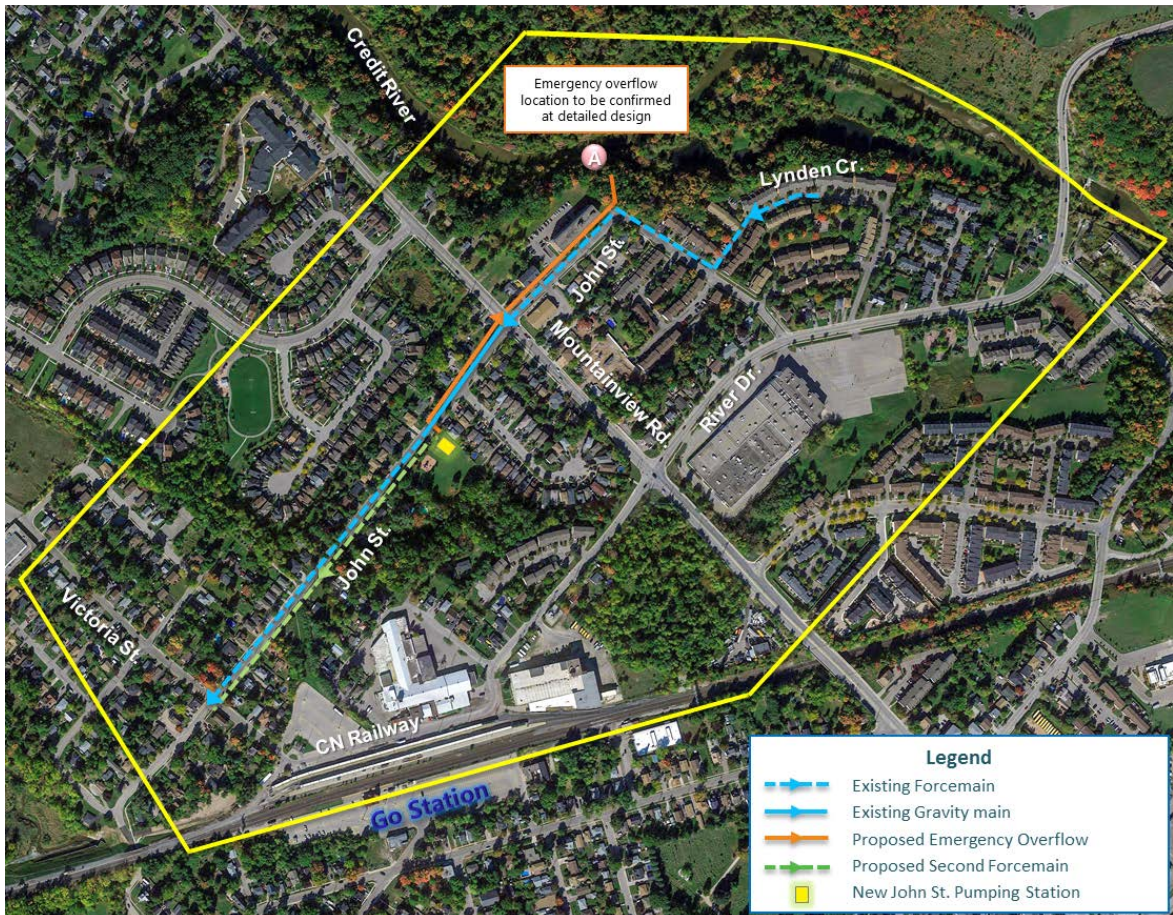 Credit River
Emergency overflow
location to be confirmed
at detailed design
A
Lynden Cr.
John St.
Mountainview Rd
River Dr.
John St.
Victoria St.
CN Railway
Go Station
Legend
Existing Forcemain
Existing Gravity main
Proposed Emergency Overflow
Proposed Second Forcemain
New John St. Pumping Station